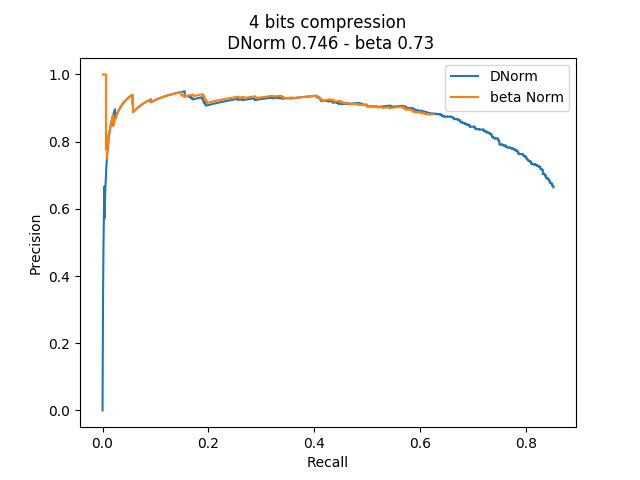 4 bits compression
DNorm 0.746 - beta 0.73
DNorm
beta Norm
1.0
0.8
0.6
0.4
0.2
0.0
Precision
0.0 0.2 0.4 0.6 0.8
Recall